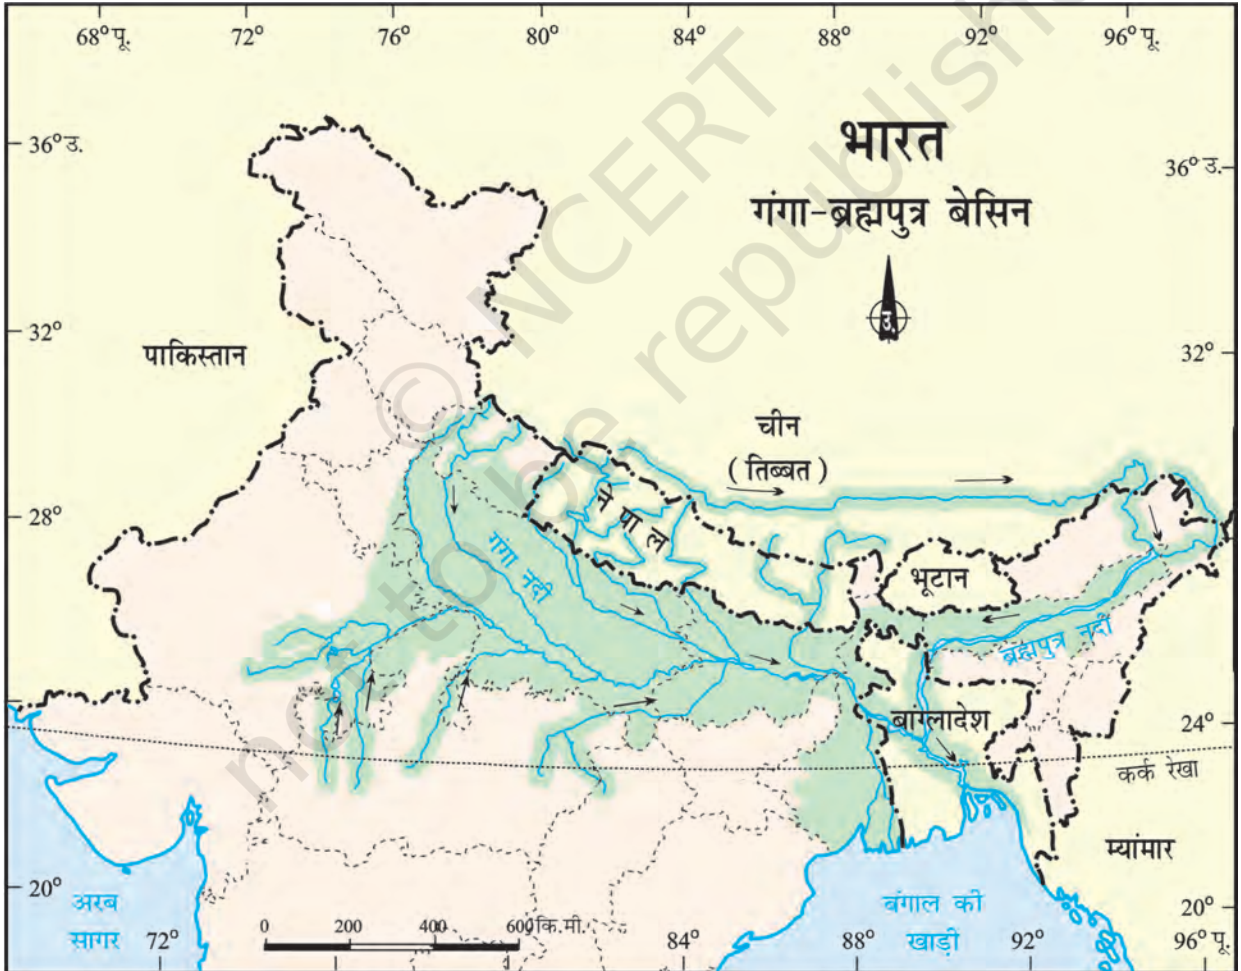 68° पू.
72°
76°
80°
84°
88°
92°
96° पू.
© NCERT
not to be republished
भारत
गंगा-ब्रह्मपुत्र बेसिन
36° उ.
36° उ.
उ.
32°
पाकिस्तान
32°
चीन
(तिब्बत)
28°
नेपाल
28°
गंगा नदी
भूटान
ब्रह्मपुत्र नदी
बांग्लादेश
24°
कर्क रेखा
म्यांमार
20°
अरब
सागर
बंगाल की
खाड़ी
20°
0 200 400 600 कि.मी.
72°
84°
88°
92°
96° पू.